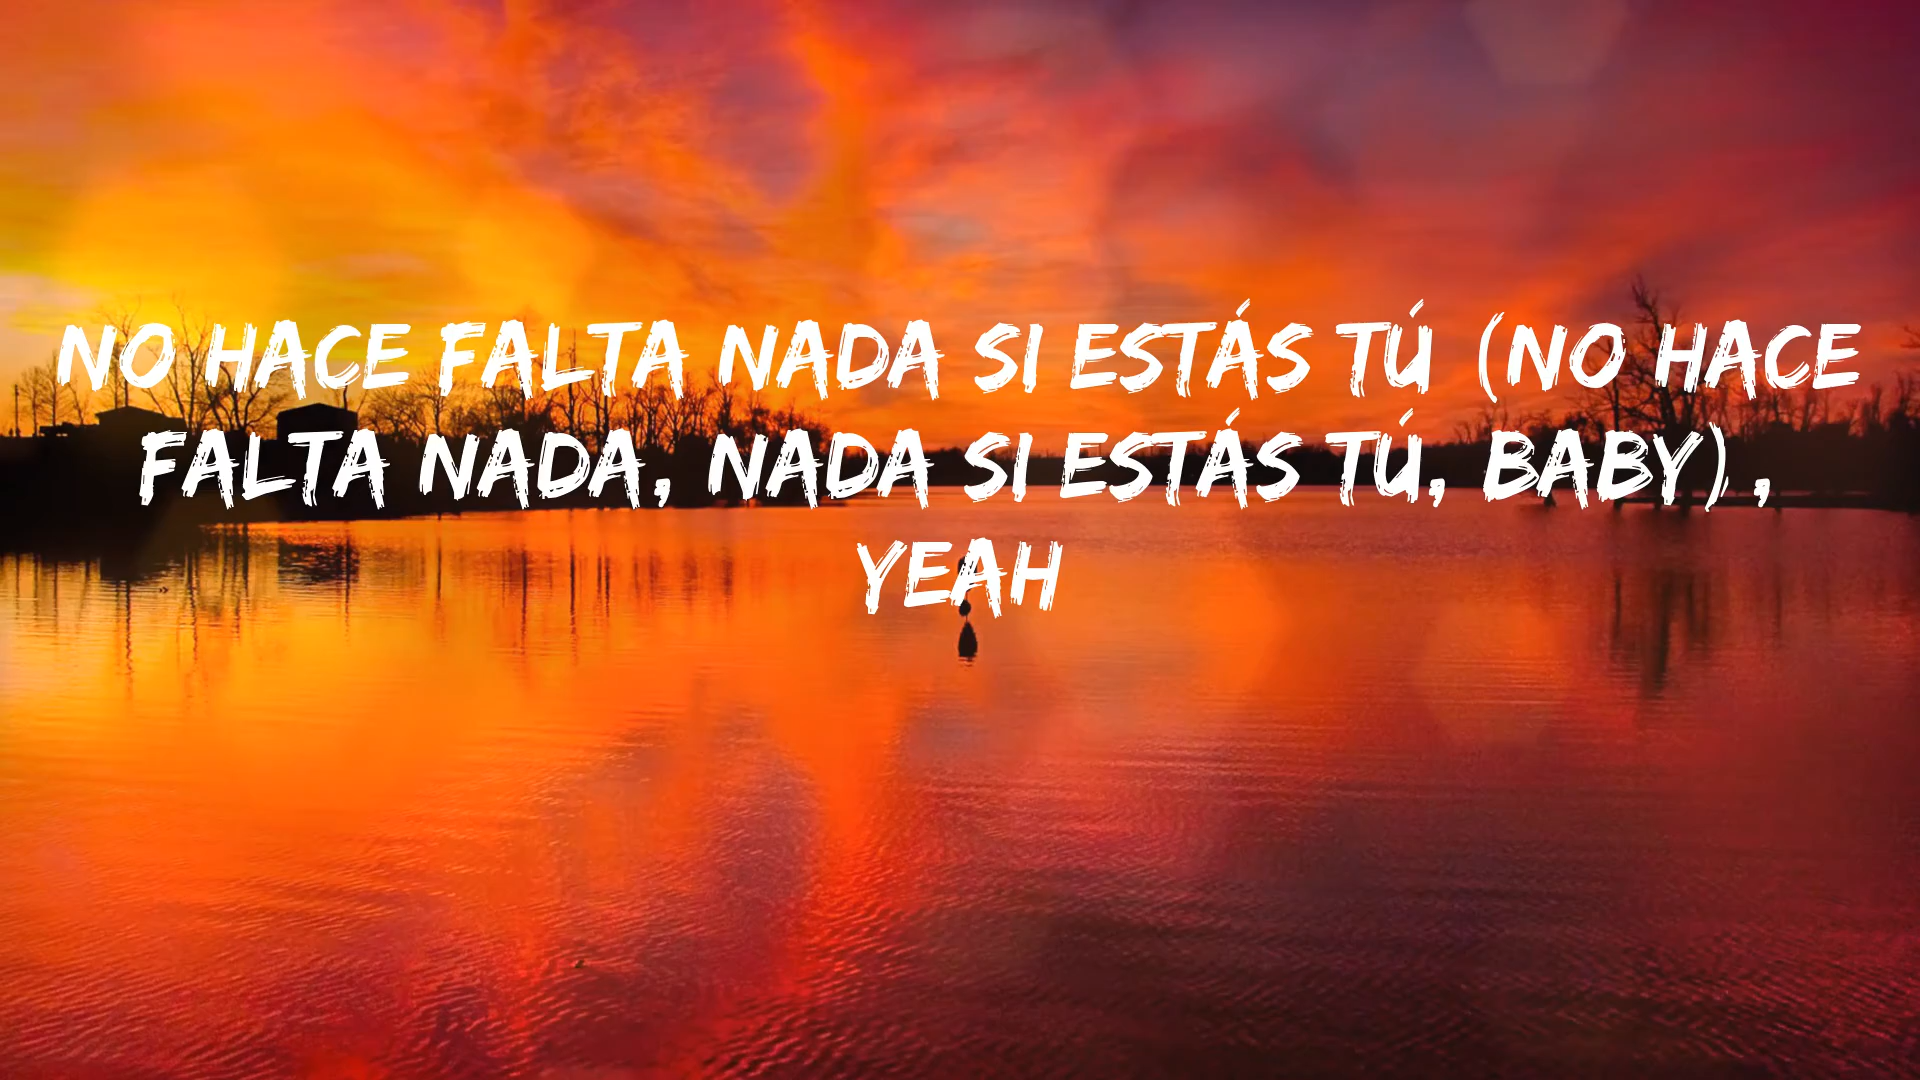 NO HACE FALTA NADA SI ESTÁS TÚ (NO HACE
FALTA NADA, NADA SI ESTÁS TÚ, BABY),
YEAH